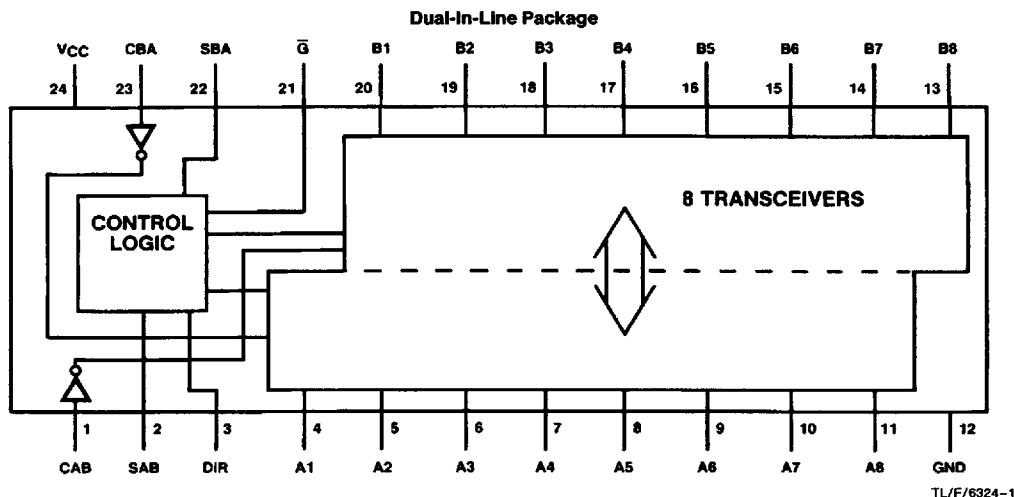 Dual-In-Line Package
VCC CBA SBA G̅ B1 B2 B3 B4 B5 B6 B7 B8
24 23 22 21 20 19 18 17 16 15 14 13
8 TRANSCEIVERS
CONTROL
LOGIC
1 2 3 4 5 6 7 8 9 10 11 12
CAB SAB DIR A1 A2 A3 A4 A5 A6 A7 A8 GND
TL/F/6324-1